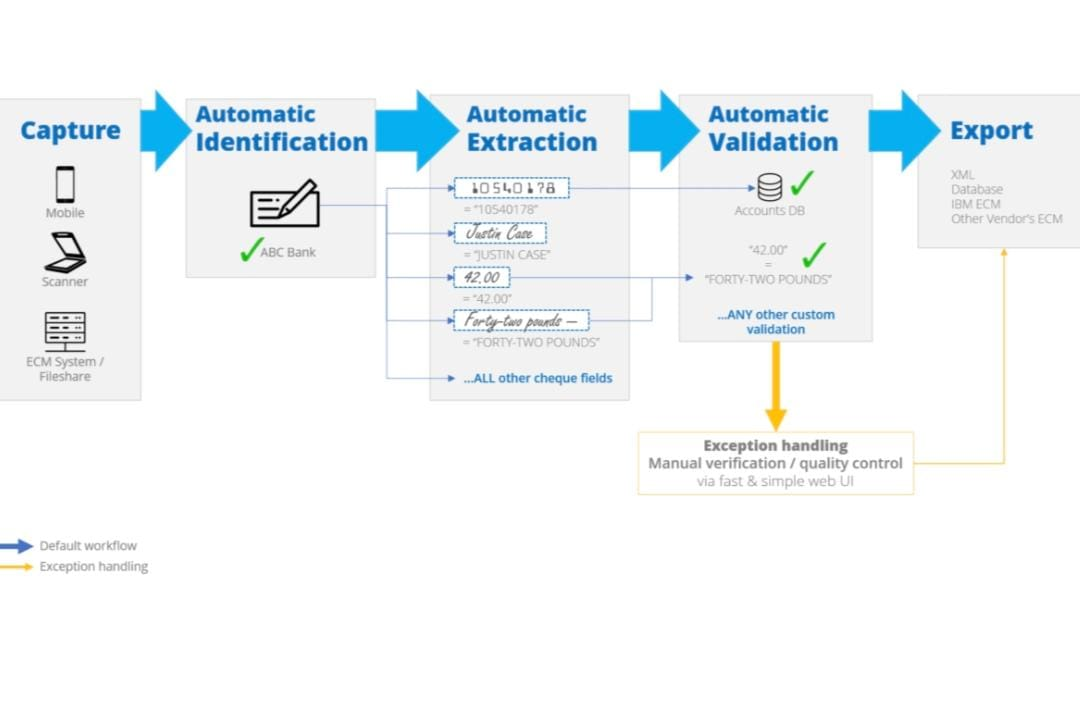 Capture
Mobile
Scanner
ECM System /
Fileshare
Automatic
Identification
ABC Bank
Automatic
Extraction
10540178
= "10540178"
Justin Case
= "JUSTIN CASE"
42.00
= "42.00"
Forty-two pounds —
= "FORTY-TWO POUNDS"
...ALL other cheque fields
Automatic
Validation
Accounts DB
"42.00"
=
"FORTY-TWO POUNDS"
...ANY other custom
validation
Export
XML
Database
IBM ECM
Other Vendor's ECM
Exception handling
Manual verification / quality control
via fast & simple web UI
Default workflow
Exception handling